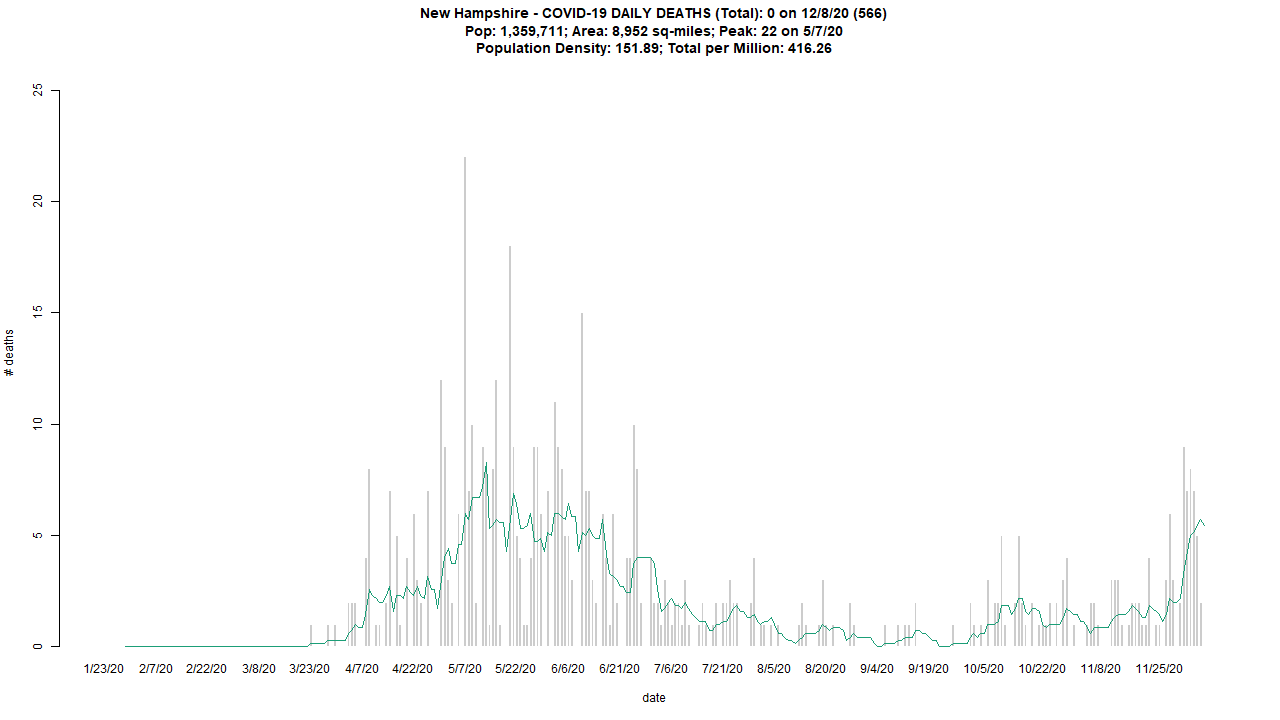 New Hampshire - COVID-19 DAILY DEATHS (Total): 0 on 12/8/20 (566)
Pop: 1,359,711; Area: 8,952 sq-miles; Peak: 22 on 5/7/20
Population Density: 151.89; Total per Million: 416.26
25
20
15
10
5
0
# deaths
1/23/20 2/7/20 2/22/20 3/8/20 3/23/20 4/7/20 4/22/20 5/7/20 5/22/20 6/6/20 6/21/20 7/6/20 7/21/20 8/5/20 8/20/20 9/4/20 9/19/20 10/5/20 10/22/20 11/8/20 11/25/20
date